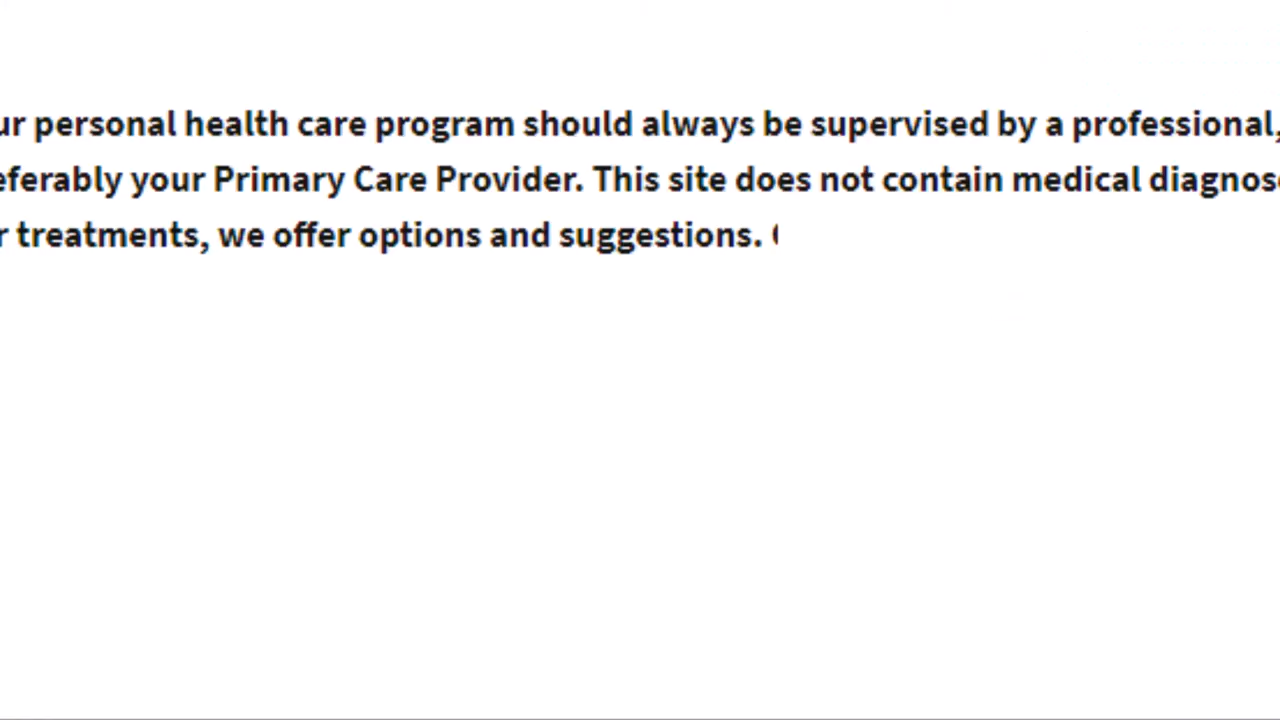 ur personal health care program should always be supervised by a professional,
eferably your Primary Care Provider. This site does not contain medical diagnose
r treatments, we offer options and suggestions.